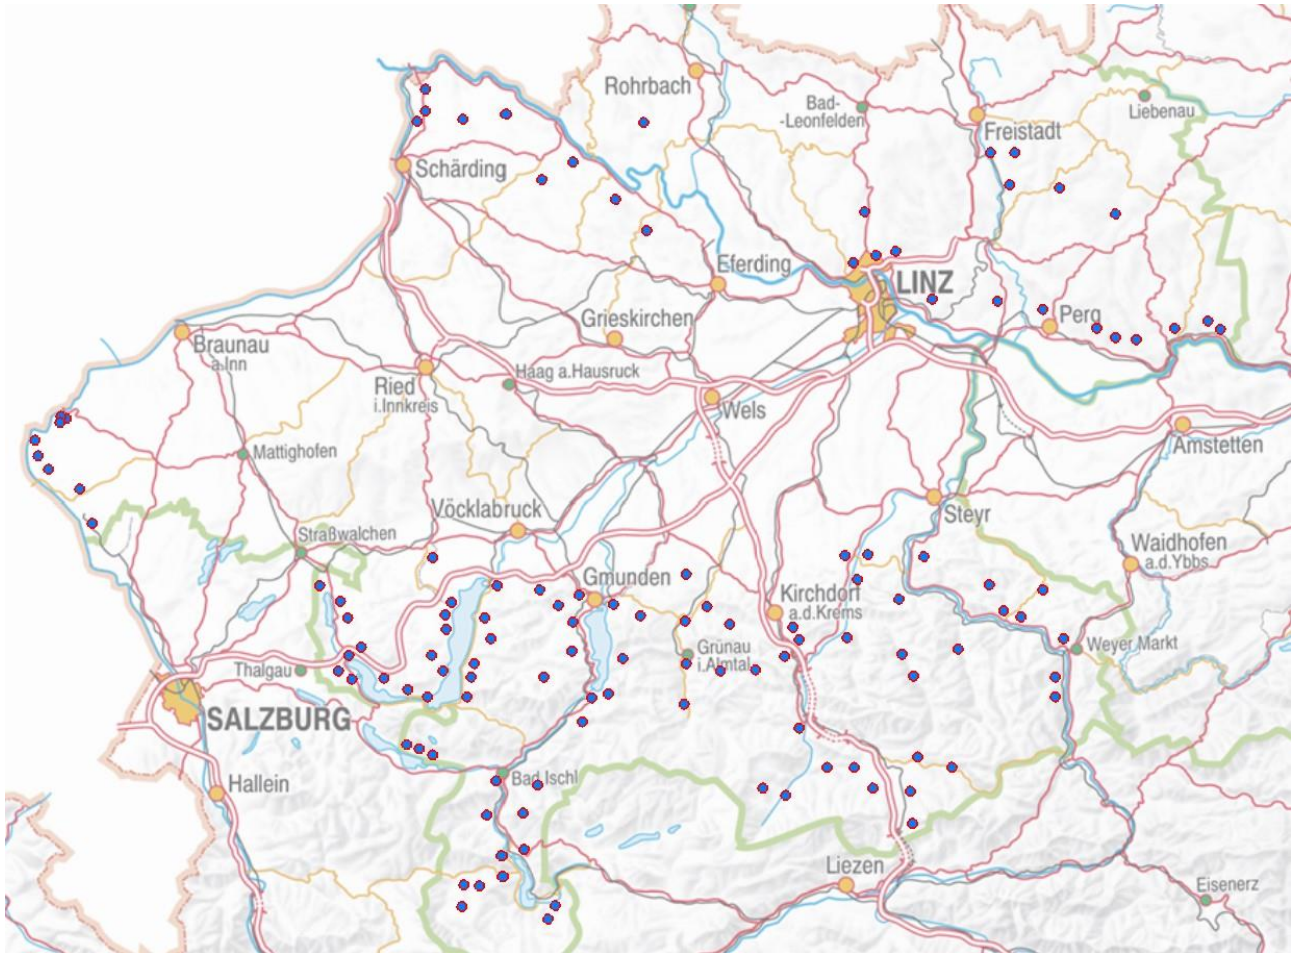 Rohrbach
Bad-
-Leonfelden
Liebenau
Freistadt
Schärding
Eferding
LINZ
Grieskirchen
Perg
Braunau
a.Inn
Haag a.Hausruck
Ried
i.Innkreis
Wels
Amstetten
Mattighofen
Vöcklabruck
Steyr
Straßwalchen
Waidhofen
a.d.Ybbs
Gmunden
Kirchdorf
a.d.Krems
Grünau
i.Almtal
Weyer Markt
Thalgau
SALZBURG
Bad Ischl
Hallein
Liezen
Eisenerz